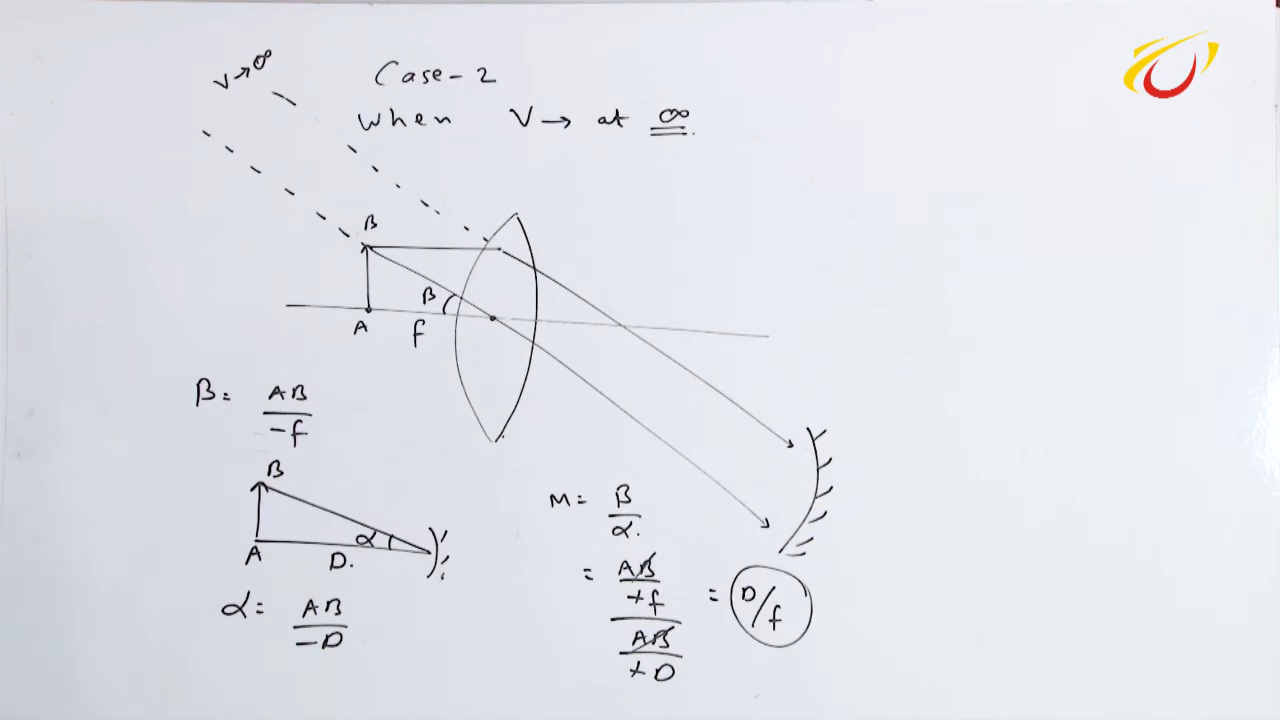 Case-2
V→∞
When V→ at ∞
B
β
A
f
β = AB/-f
B
A
α
D.
α = AB/-D
M = β/α.
= AB/+f / AB/+D = D/f